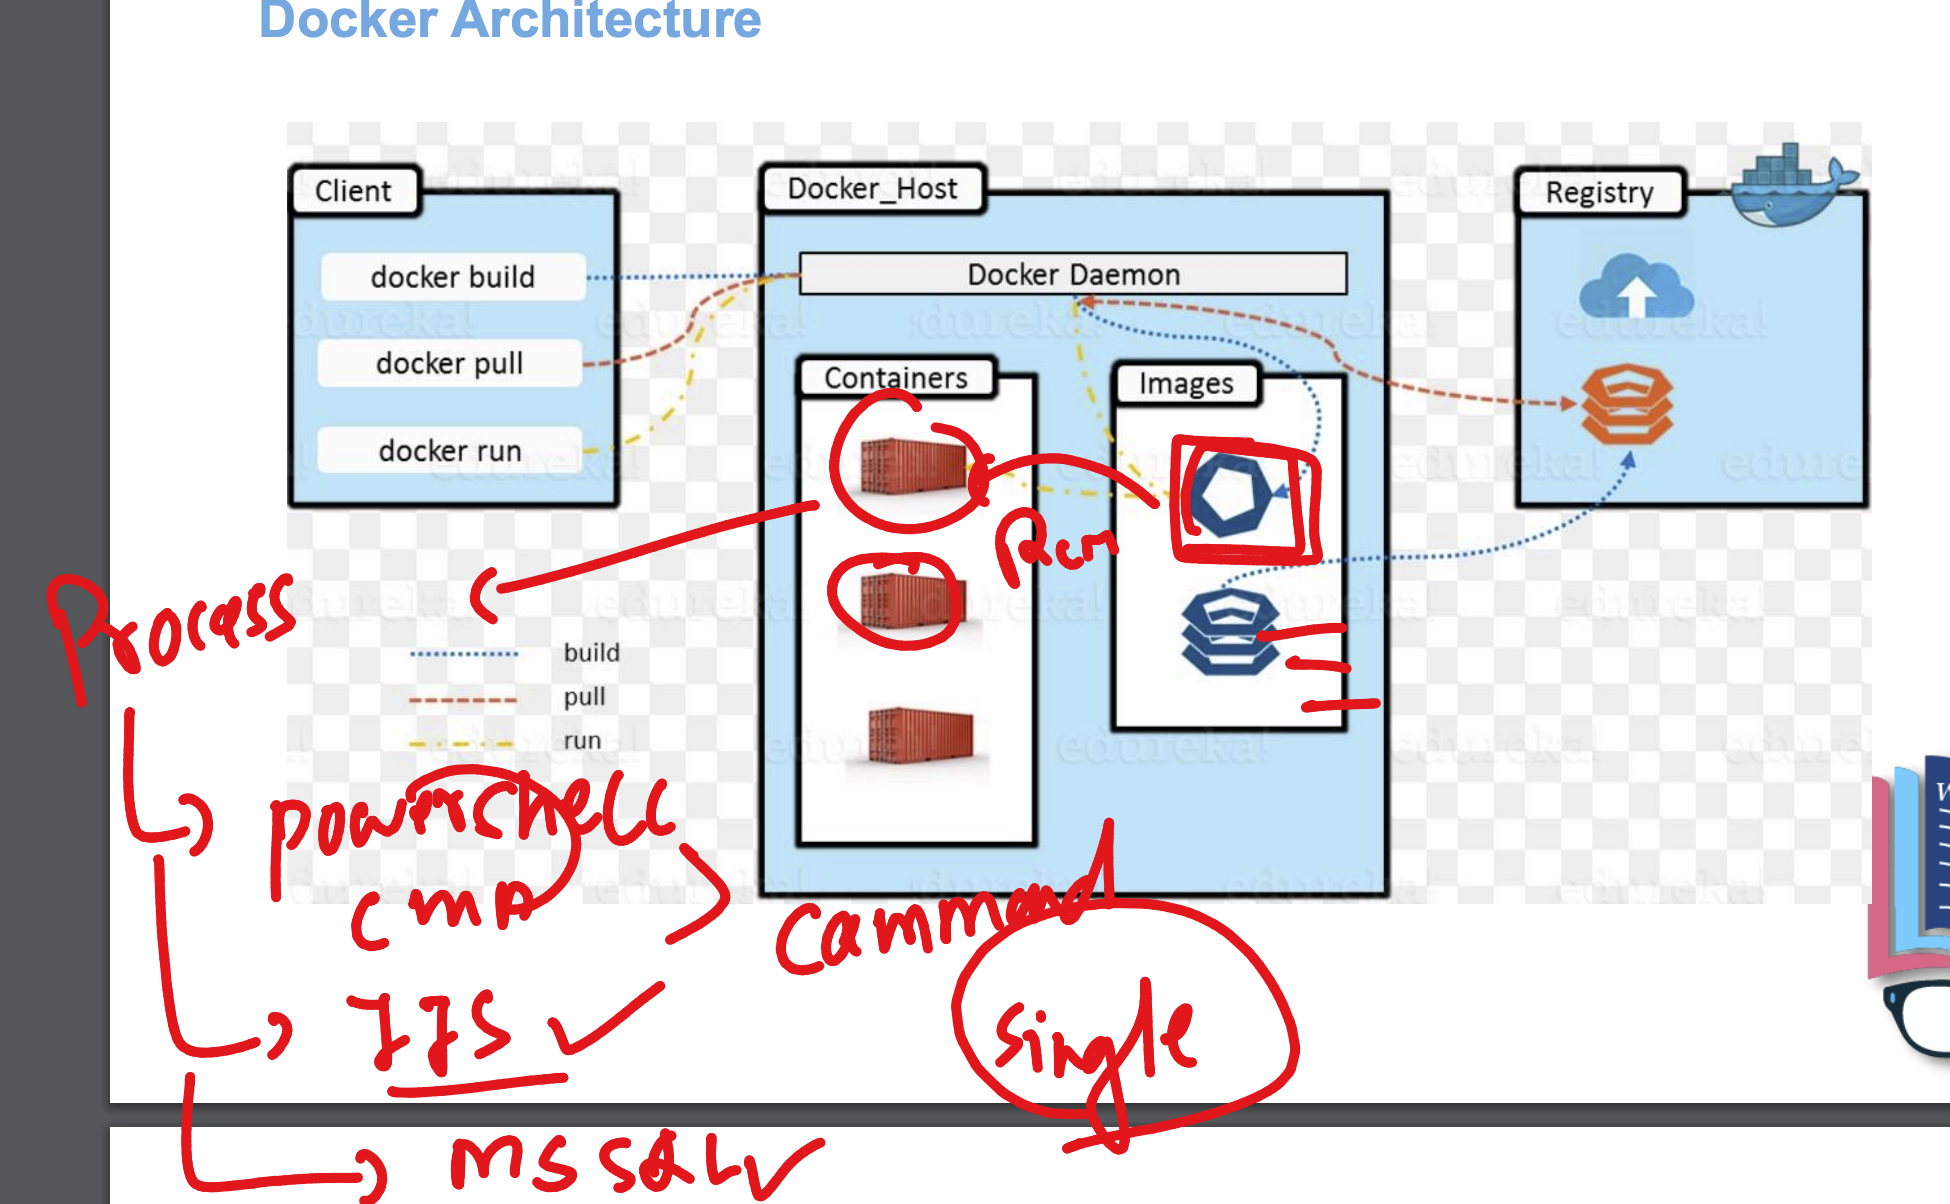 Docker Architecture
Client
docker build
docker pull
docker run
Docker_Host
Docker Daemon
Containers
Images
Registry
Run
Process
build
pull
run
powershell
cmD
Command
IIS
single
MSSQL
W
edureka!